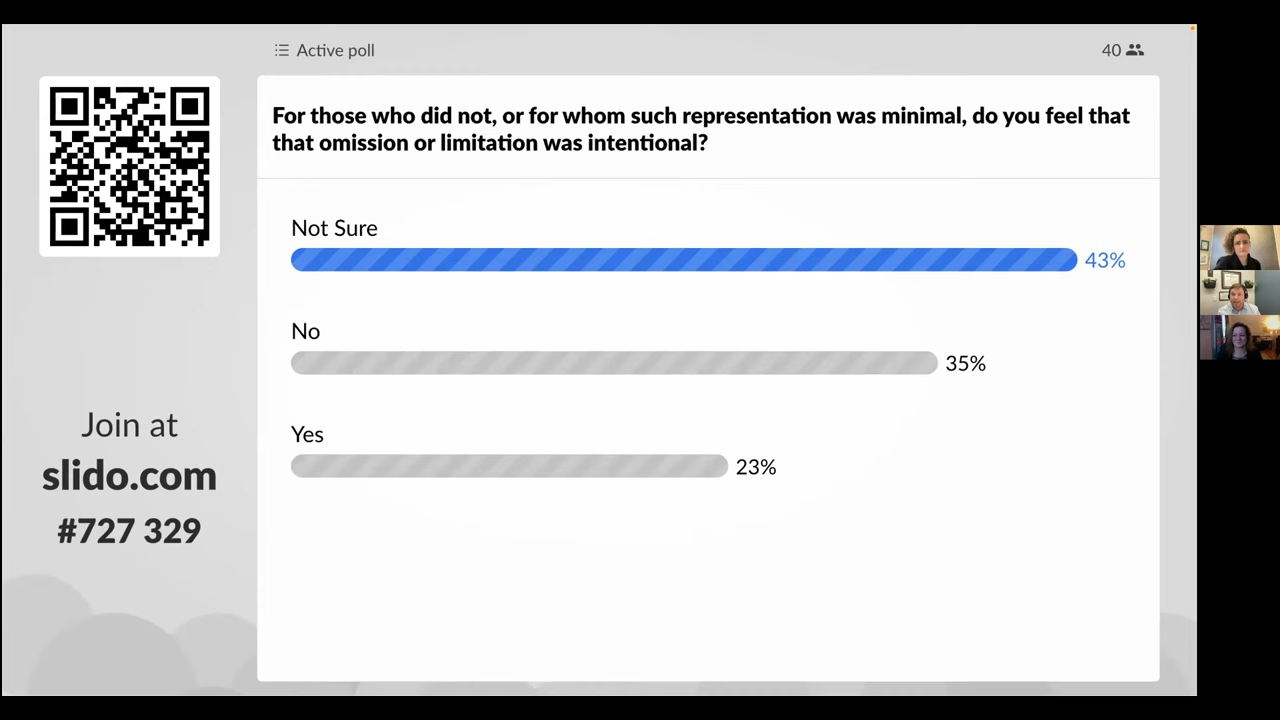 Active poll
40
For those who did not, or for whom such representation was minimal, do you feel that
that omission or limitation was intentional?
Not Sure
43%
No
35%
Yes
23%
Join at
slido.com
#727 329